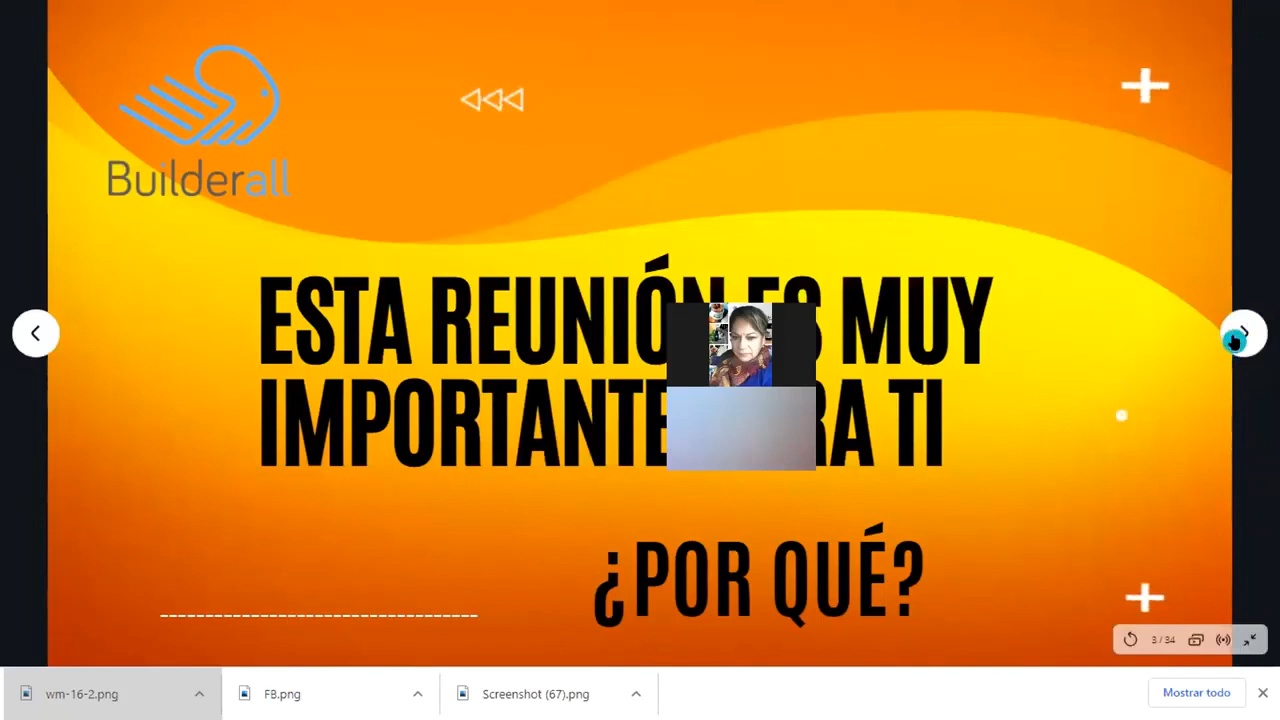 Builderall
ESTA REUNIÓN ES MUY
IMPORTANTE RA TI
¿POR QUÉ?
3 / 34
wm-16-2.png
FB.png
Screenshot (67).png
Mostrar todo